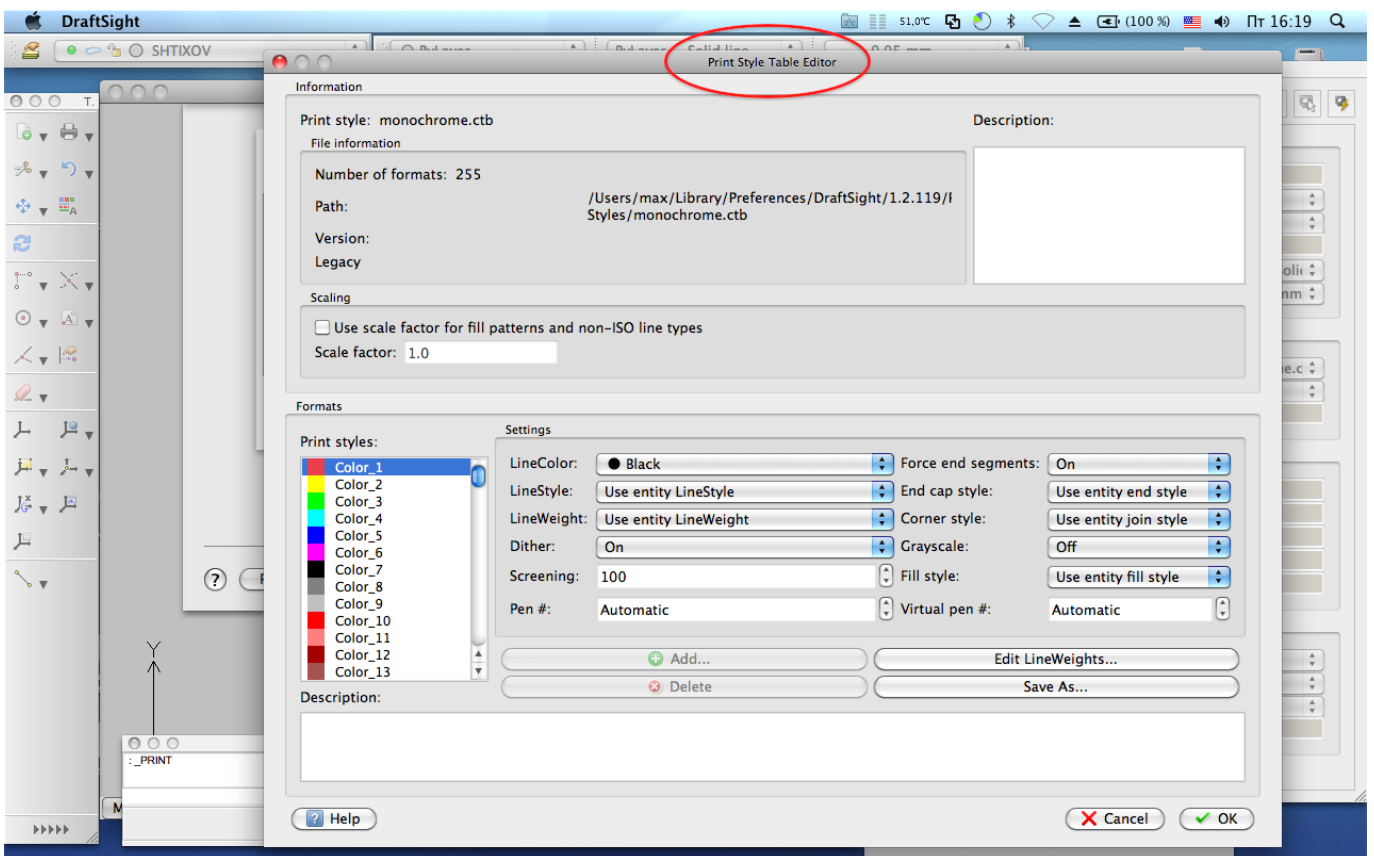 DraftSight
51,0℃
(100 %)
Пт 16:19
SHTIXOV
ByLayer
ByLayer
Solid line
0.05 mm
Print Style Table Editor
T.
Information
Print style: monochrome.ctb
Description:
File information
Number of formats: 255
Path:
/Users/max/Library/Preferences/DraftSight/1.2.119/
Styles/monochrome.ctb
Version:
Legacy
Scaling
Use scale factor for fill patterns and non-ISO line types
Scale factor: 1.0
Formats
Print styles:
Settings
Color_1
Color_2
Color_3
Color_4
Color_5
Color_6
Color_7
Color_8
Color_9
Color_10
Color_11
Color_12
Color_13
LineColor: Black
Force end segments: On
LineStyle: Use entity LineStyle
End cap style: Use entity end style
LineWeight: Use entity LineWeight
Corner style: Use entity join style
Dither: On
Grayscale: Off
Screening: 100
Fill style: Use entity fill style
Pen #: Automatic
Virtual pen #: Automatic
Add...
Edit LineWeights...
Delete
Save As...
Description:
Y
: _PRINT
M
Help
Cancel
OK